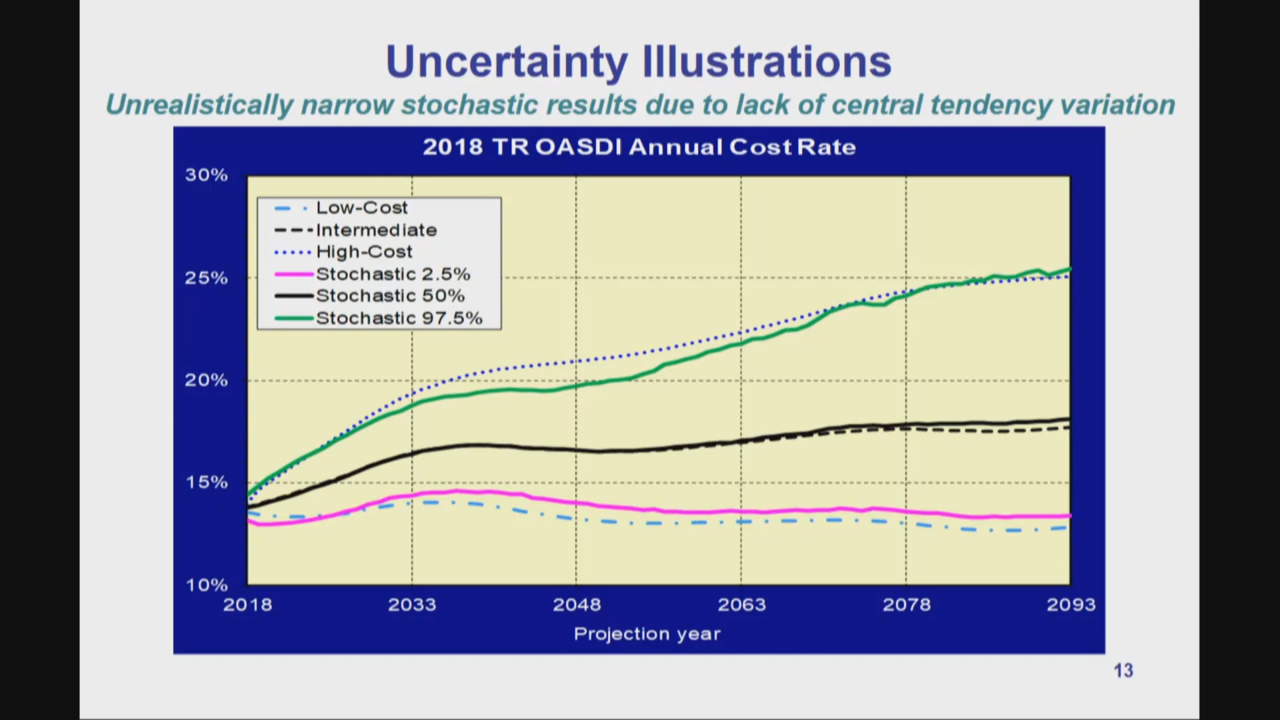 Uncertainty Illustrations
Unrealistically narrow stochastic results due to lack of central tendency variation
2018 TR OASDI Annual Cost Rate
30%
25%
20%
15%
10%
Low-Cost
Intermediate
High-Cost
Stochastic 2.5%
Stochastic 50%
Stochastic 97.5%
2018 2033 2048 2063 2078 2093
Projection year
13